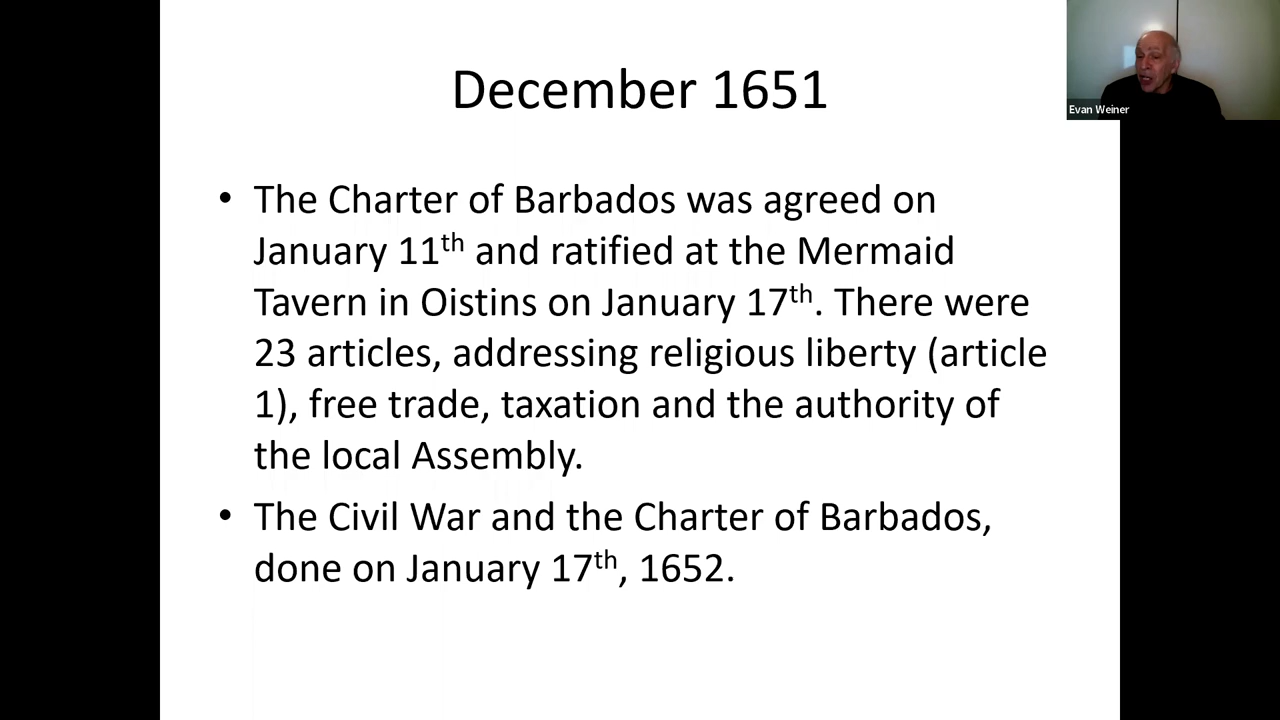 December 1651
Evan Weiner
• The Charter of Barbados was agreed on
January 11th and ratified at the Mermaid
Tavern in Oistins on January 17th. There were
23 articles, addressing religious liberty (article
1), free trade, taxation and the authority of
the local Assembly.
• The Civil War and the Charter of Barbados,
done on January 17th, 1652.